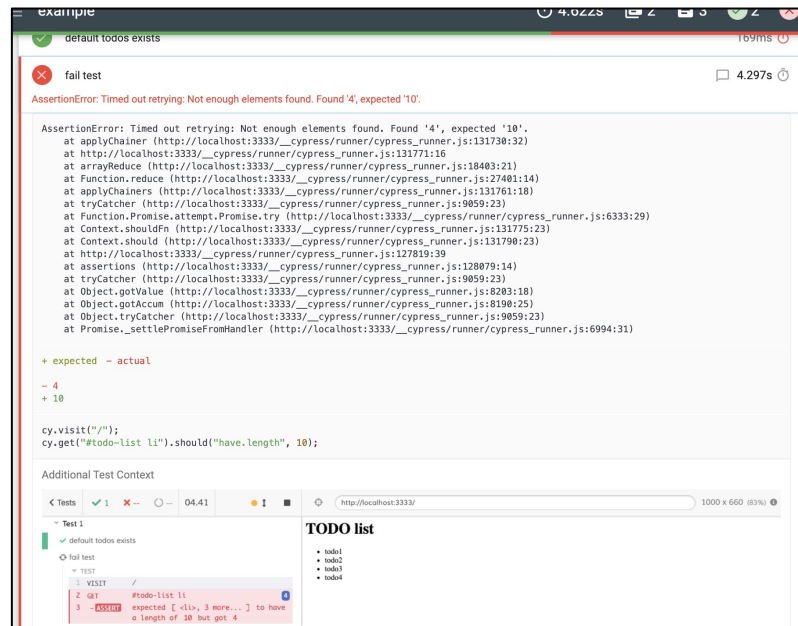 example 4.622s 2 3 2
default todos exists 169ms
fail test 4.297s
AssertionError: Timed out retrying: Not enough elements found. Found '4', expected '10'.
AssertionError: Timed out retrying: Not enough elements found. Found '4', expected '10'.
at applyChainer (http://localhost:3333/__cypress/runner/cypress_runner.js:131730:32)
at http://localhost:3333/__cypress/runner/cypress_runner.js:131771:16
at arrayReduce (http://localhost:3333/__cypress/runner/cypress_runner.js:18403:21)
at Function.reduce (http://localhost:3333/__cypress/runner/cypress_runner.js:27401:14)
at applyChainers (http://localhost:3333/__cypress/runner/cypress_runner.js:131761:18)
at tryCatcher (http://localhost:3333/__cypress/runner/cypress_runner.js:9059:23)
at Function.Promise.attempt.Promise.try (http://localhost:3333/__cypress/runner/cypress_runner.js:6333:29)
at Context.shouldFn (http://localhost:3333/__cypress/runner/cypress_runner.js:131775:23)
at Context.should (http://localhost:3333/__cypress/runner/cypress_runner.js:131790:23)
at http://localhost:3333/__cypress/runner/cypress_runner.js:127819:39
at assertions (http://localhost:3333/__cypress/runner/cypress_runner.js:128079:14)
at tryCatcher (http://localhost:3333/__cypress/runner/cypress_runner.js:9059:23)
at Object.gotValue (http://localhost:3333/__cypress/runner/cypress_runner.js:8203:18)
at Object.gotAccum (http://localhost:3333/__cypress/runner/cypress_runner.js:8190:25)
at Object.tryCatcher (http://localhost:3333/__cypress/runner/cypress_runner.js:9059:23)
at Promise._settlePromiseFromHandler (http://localhost:3333/__cypress/runner/cypress_runner.js:6994:31)
+ expected - actual
- 4
+ 10
cy.visit("/");
cy.get("#todo-list li").should("have.length", 10);
Additional Test Context
< Tests 1 -- -- 04.41 http://localhost:3333/ 1000 x 660 (83%)
Test 1
default todos exists
fail test
TEST
1 VISIT /
2 GET #todo-list li 4
3 - ASSERT expected [ <li>, 3 more... ] to have
a length of 10 but got 4
TODO list
• todo1
• todo2
• todo3
• todo4